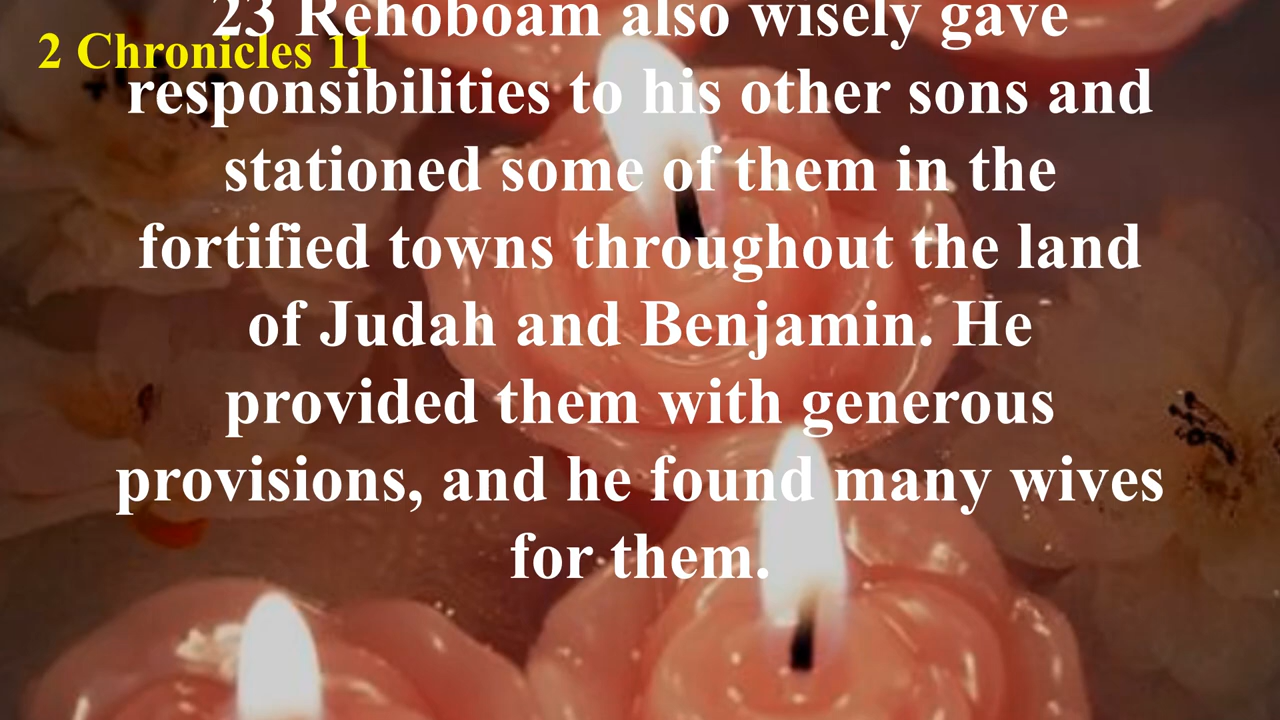 23 Rehoboam also wisely gave
2 Chronicles 11
responsibilities to his other sons and
stationed some of them in the
fortified towns throughout the land
of Judah and Benjamin. He
provided them with generous
provisions, and he found many wives
for them.